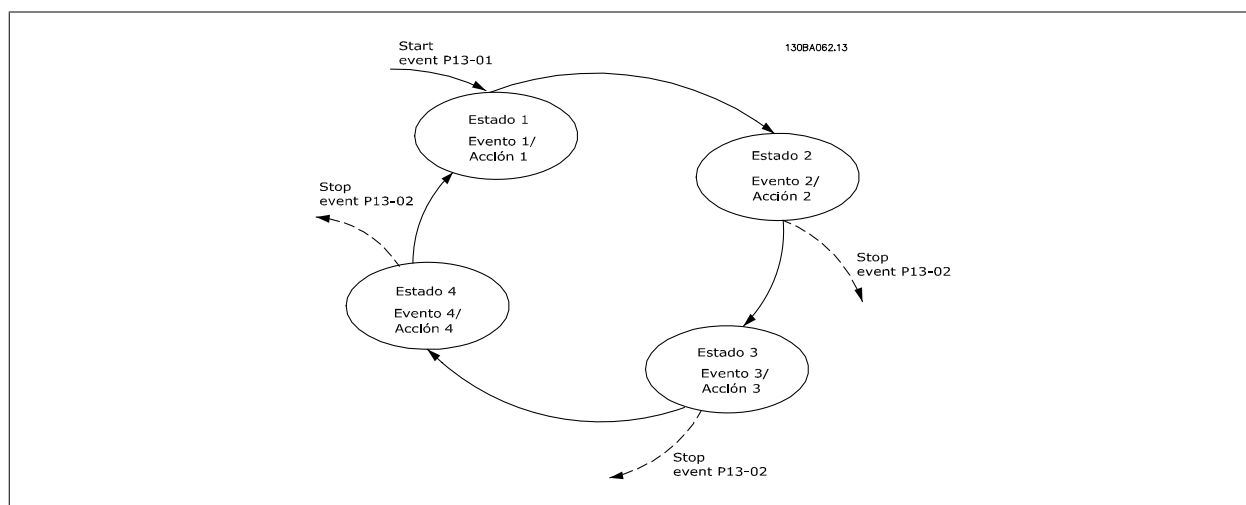 Start
event P13-01
130BA062.13
Estado 1
Evento 1/
Acción 1
Estado 2
Evento 2/
Acción 2
Stop
event P13-02
Stop
event P13-02
Estado 4
Evento 4/
Acción 4
Estado 3
Evento 3/
Acción 3
Stop
event P13-02